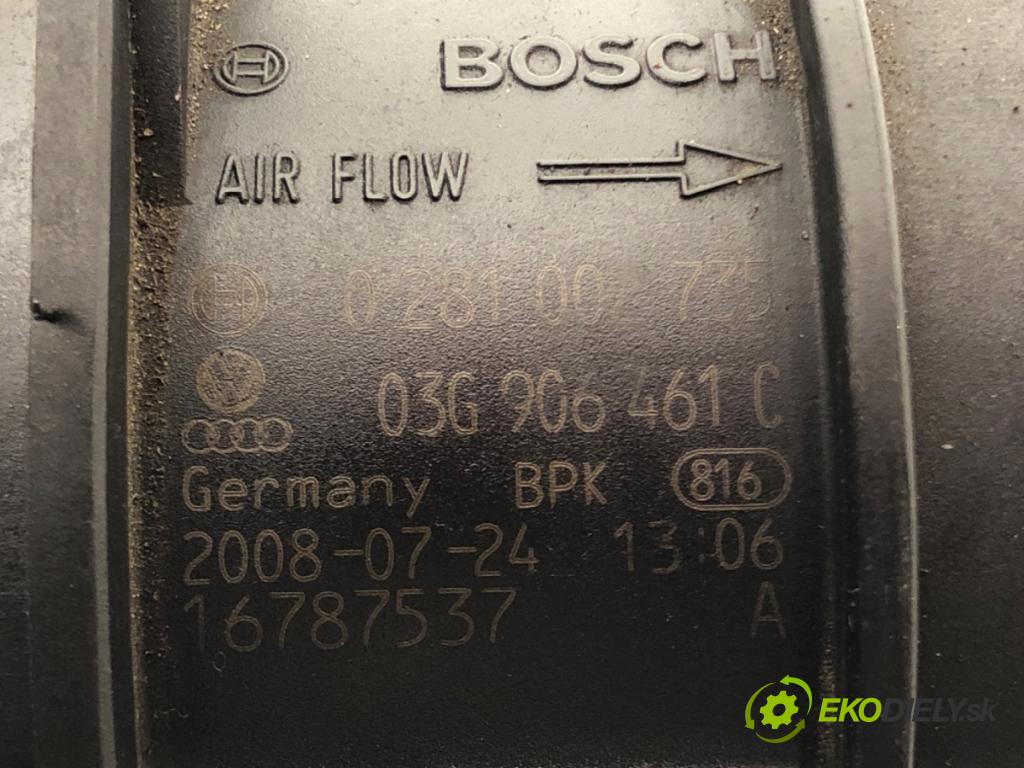 BOSCH
AIR FLOW
0 281 002 735
03G 906 461 C
Germany BPK 816
2008-07-24 13:06
16787537 A
EKODIELY.sk